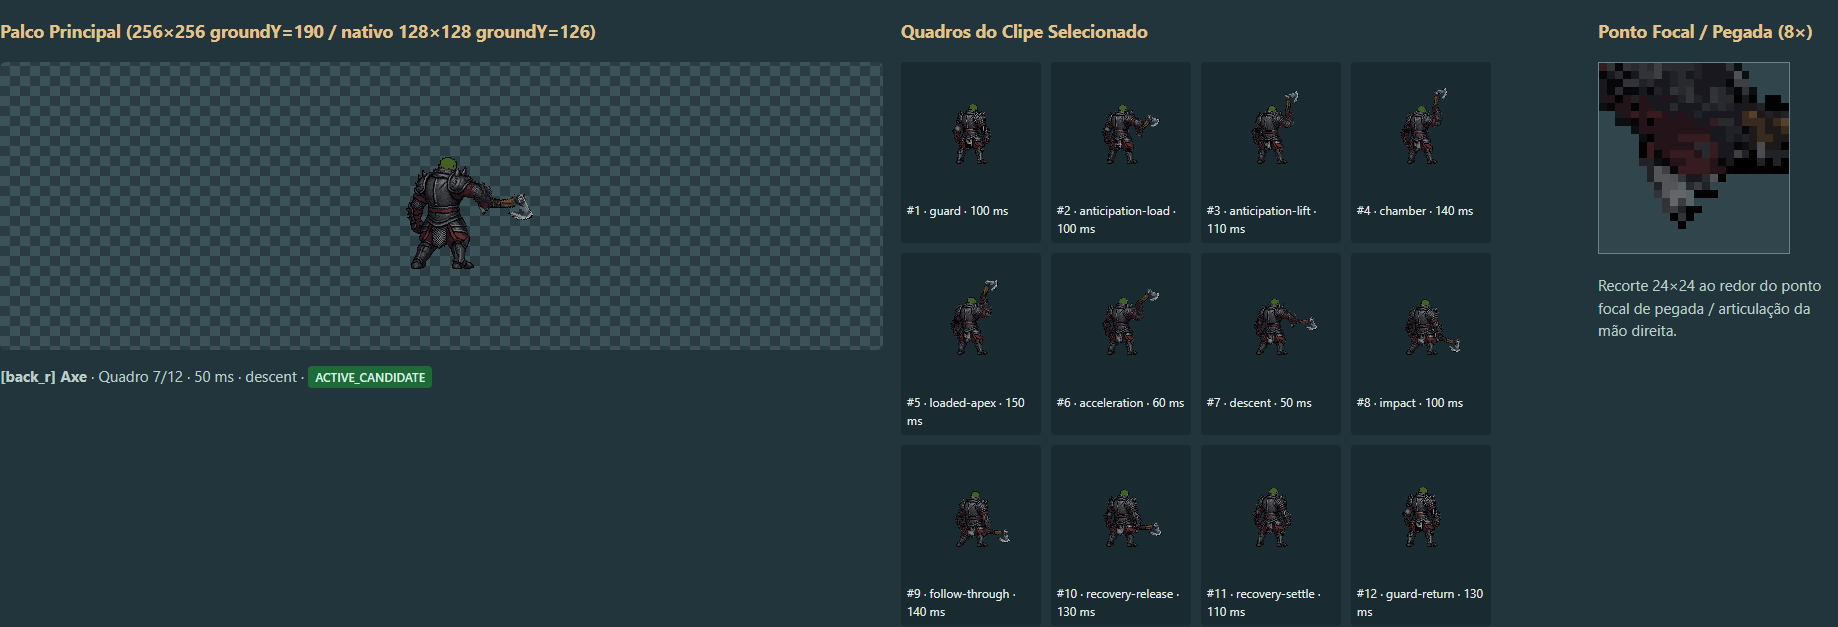 Palco Principal (256×256 groundY=190 / nativo 128×128 groundY=126)
[back_r] Axe · Quadro 7/12 · 50 ms · descent · ACTIVE_CANDIDATE
Quadros do Clipe Selecionado
#1 · guard · 100 ms
#2 · anticipation-load ·
100 ms
#3 · anticipation-lift ·
110 ms
#4 · chamber · 140 ms
#5 · loaded-apex · 150
ms
#6 · acceleration · 60 ms
#7 · descent · 50 ms
#8 · impact · 100 ms
#9 · follow-through ·
140 ms
#10 · recovery-release ·
130 ms
#11 · recovery-settle ·
110 ms
#12 · guard-return · 130
ms
Ponto Focal / Pegada (8×)
Recorte 24×24 ao redor do ponto
focal de pegada / articulação da
mão direita.